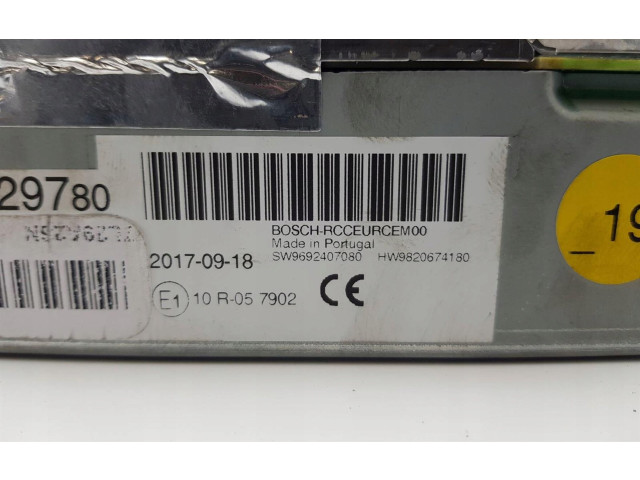 29780
BOSCH-RCCEURCEM00
Made in Portugal
2017-09-18
SW9692407080 HW9820674180
E1 10 R-05 7902 CE
_19